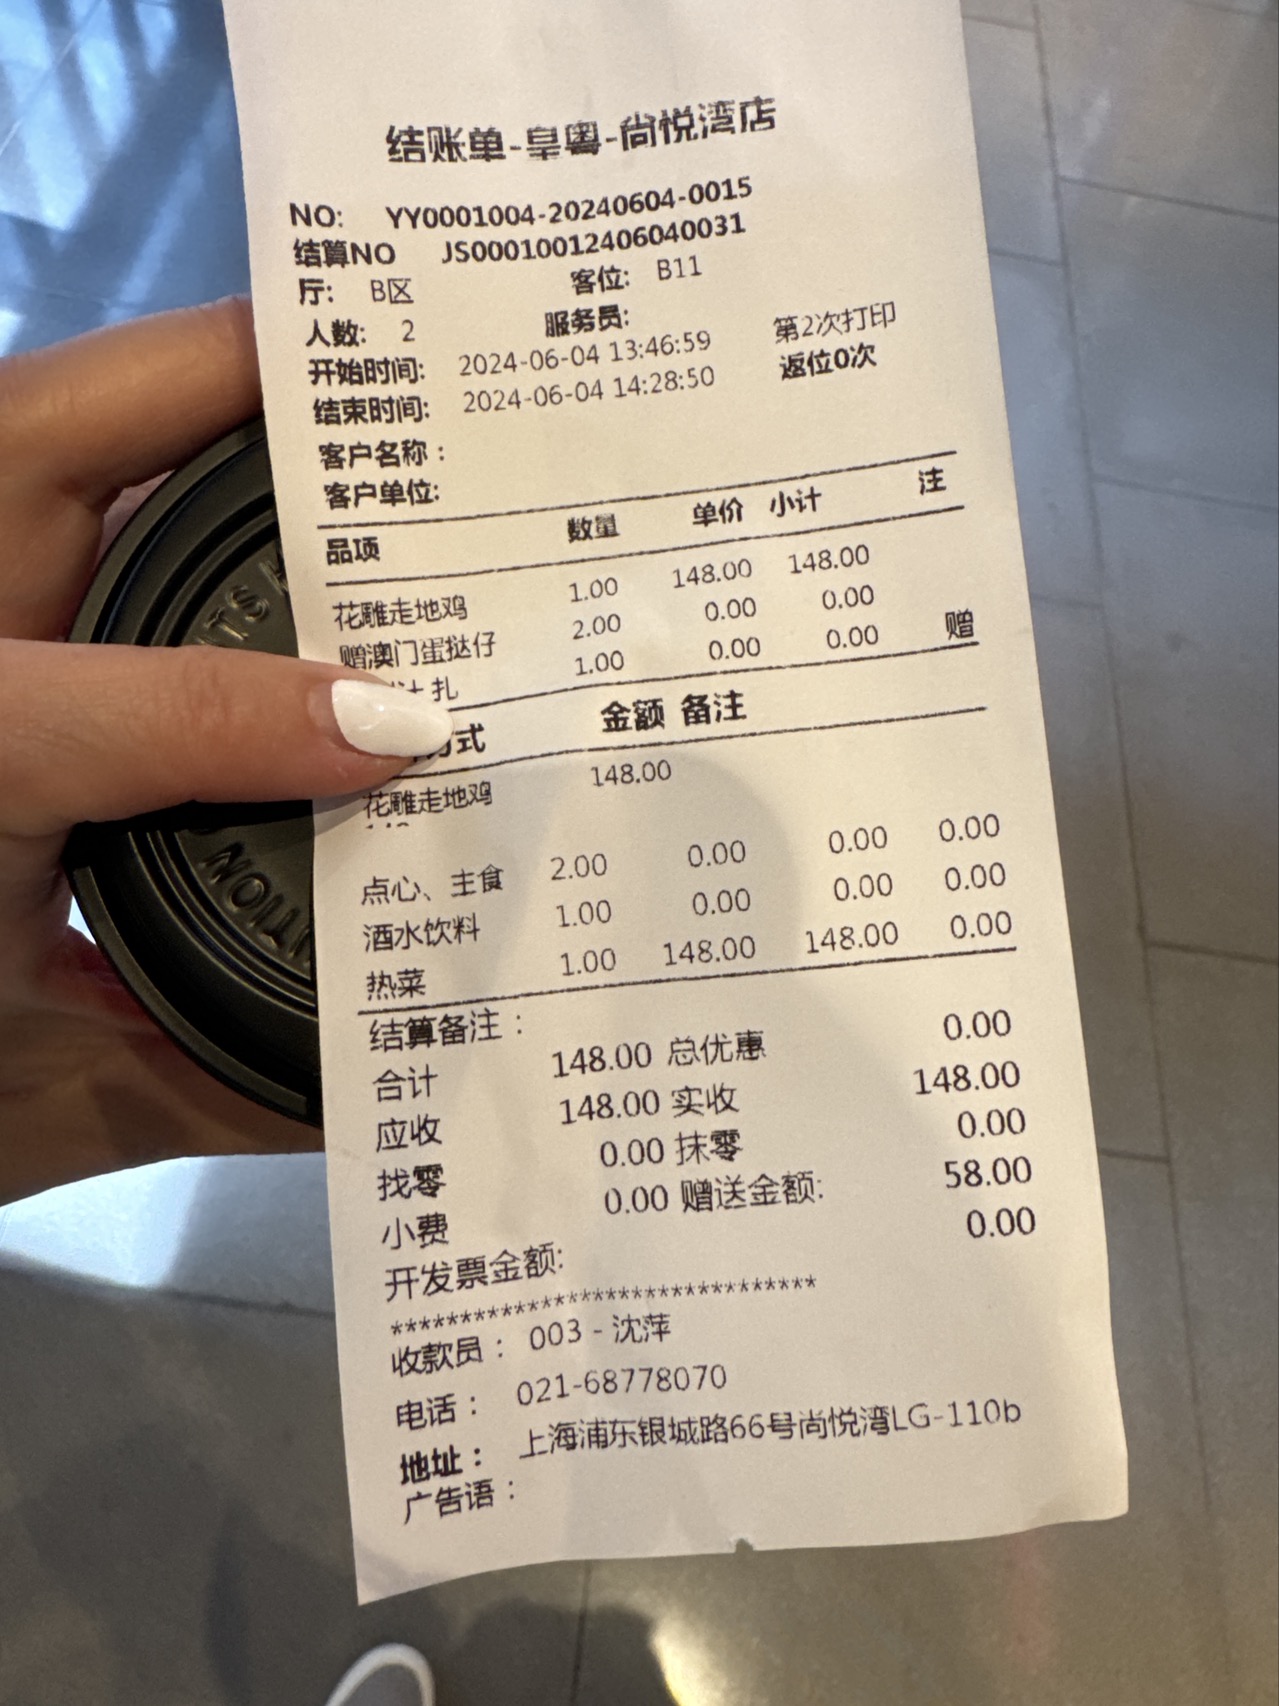 结账单-皇粤-尚悦湾店
NO: YY0001004-20240604-0015
结算NO JS00010012406040031
厅: B区 客位: B11
人数: 2 服务员:
开始时间: 2024-06-04 13:46:59 第2次打印
结束时间: 2024-06-04 14:28:50 返位0次
客户名称：
客户单位:
品项 数量 单价 小计 注
花雕走地鸡 1.00 148.00 148.00
赠澳门蛋挞仔 2.00 0.00 0.00
扎 1.00 0.00 0.00 赠
式 金额 备注
花雕走地鸡 148.00
点心、主食 2.00 0.00 0.00 0.00
酒水饮料 1.00 0.00 0.00 0.00
热菜 1.00 148.00 148.00 0.00
结算备注：
合计 148.00 总优惠 0.00
应收 148.00 实收 148.00
找零 0.00 抹零 0.00
小费 0.00 赠送金额: 58.00
开发票金额: 0.00
*********************************
收款员： 003 - 沈萍
电话： 021-68778070
地址： 上海浦东银城路66号尚悦湾LG-110b
广告语：